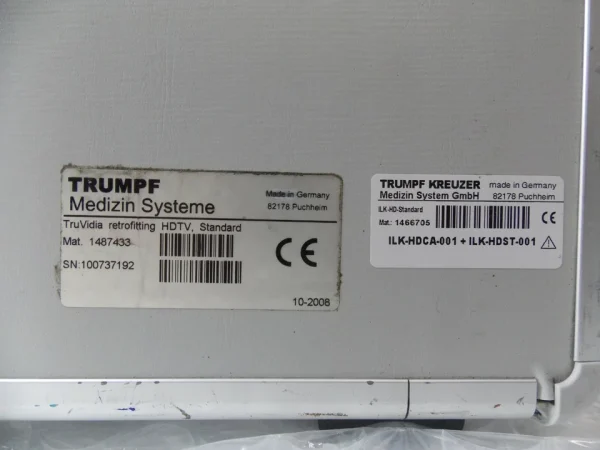 TRUMPF
Medizin Systeme
Made in Germany
82178 Puchheim
TruVidia retrofitting HDTV, Standard
Mat. 1487433
SN:100737192
CE
10-2008
TRUMPF KREUZER
Medizin System GmbH
made in Germany
82178 Puchheim
ILK-HD-Standard
Mat.: 1466705
CE
ILK-HDCA-001 + ILK-HDST-001